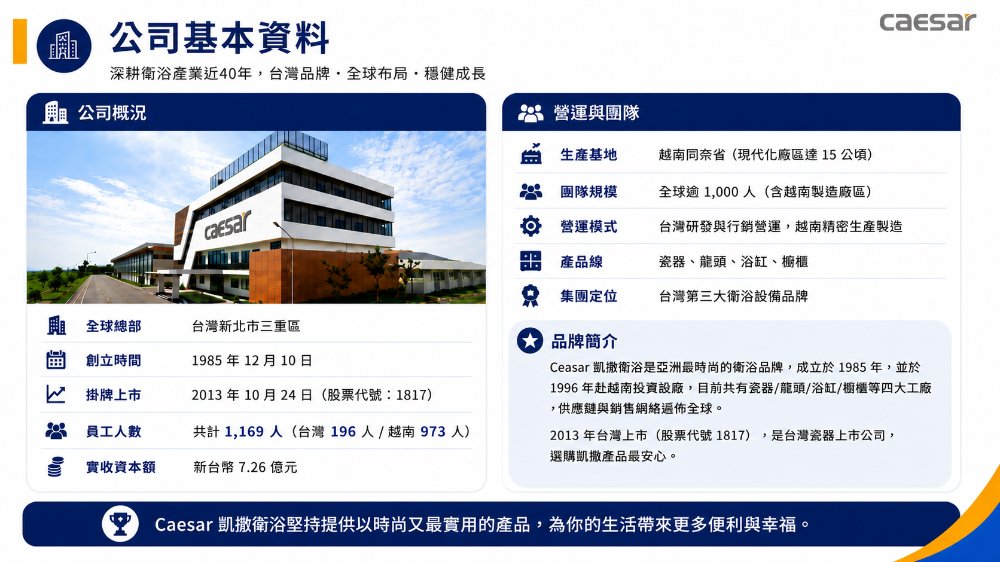 公司基本資料
caesar
深耕衛浴產業近40年，台灣品牌・全球布局・穩健成長
公司概況
caesar
全球總部 台灣新北市三重區
創立時間 1985 年 12 月 10 日
掛牌上市 2013 年 10 月 24 日（股票代號：1817）
員工人數 共計 1,169 人（台灣 196 人 / 越南 973 人）
實收資本額 新台幣 7.26 億元
營運與團隊
生產基地 越南同奈省（現代化廠區達 15 公頃）
團隊規模 全球逾 1,000 人（含越南製造廠區）
營運模式 台灣研發與行銷營運，越南精密生產製造
產品線 瓷器、龍頭、浴缸、櫥櫃
集團定位 台灣第三大衛浴設備品牌
品牌簡介
Ceasar 凱撒衛浴是亞洲最時尚的衛浴品牌，成立於 1985 年，並於
1996 年赴越南投資設廠，目前共有瓷器/龍頭/浴缸/櫥櫃等四大工廠
，供應鏈與銷售網絡遍佈全球。
2013 年台灣上市（股票代號 1817），是台灣瓷器上市公司，
選購凱撒產品最安心。
Caesar 凱撒衛浴堅持提供以時尚又最實用的產品，為你的生活帶來更多便利與幸福。